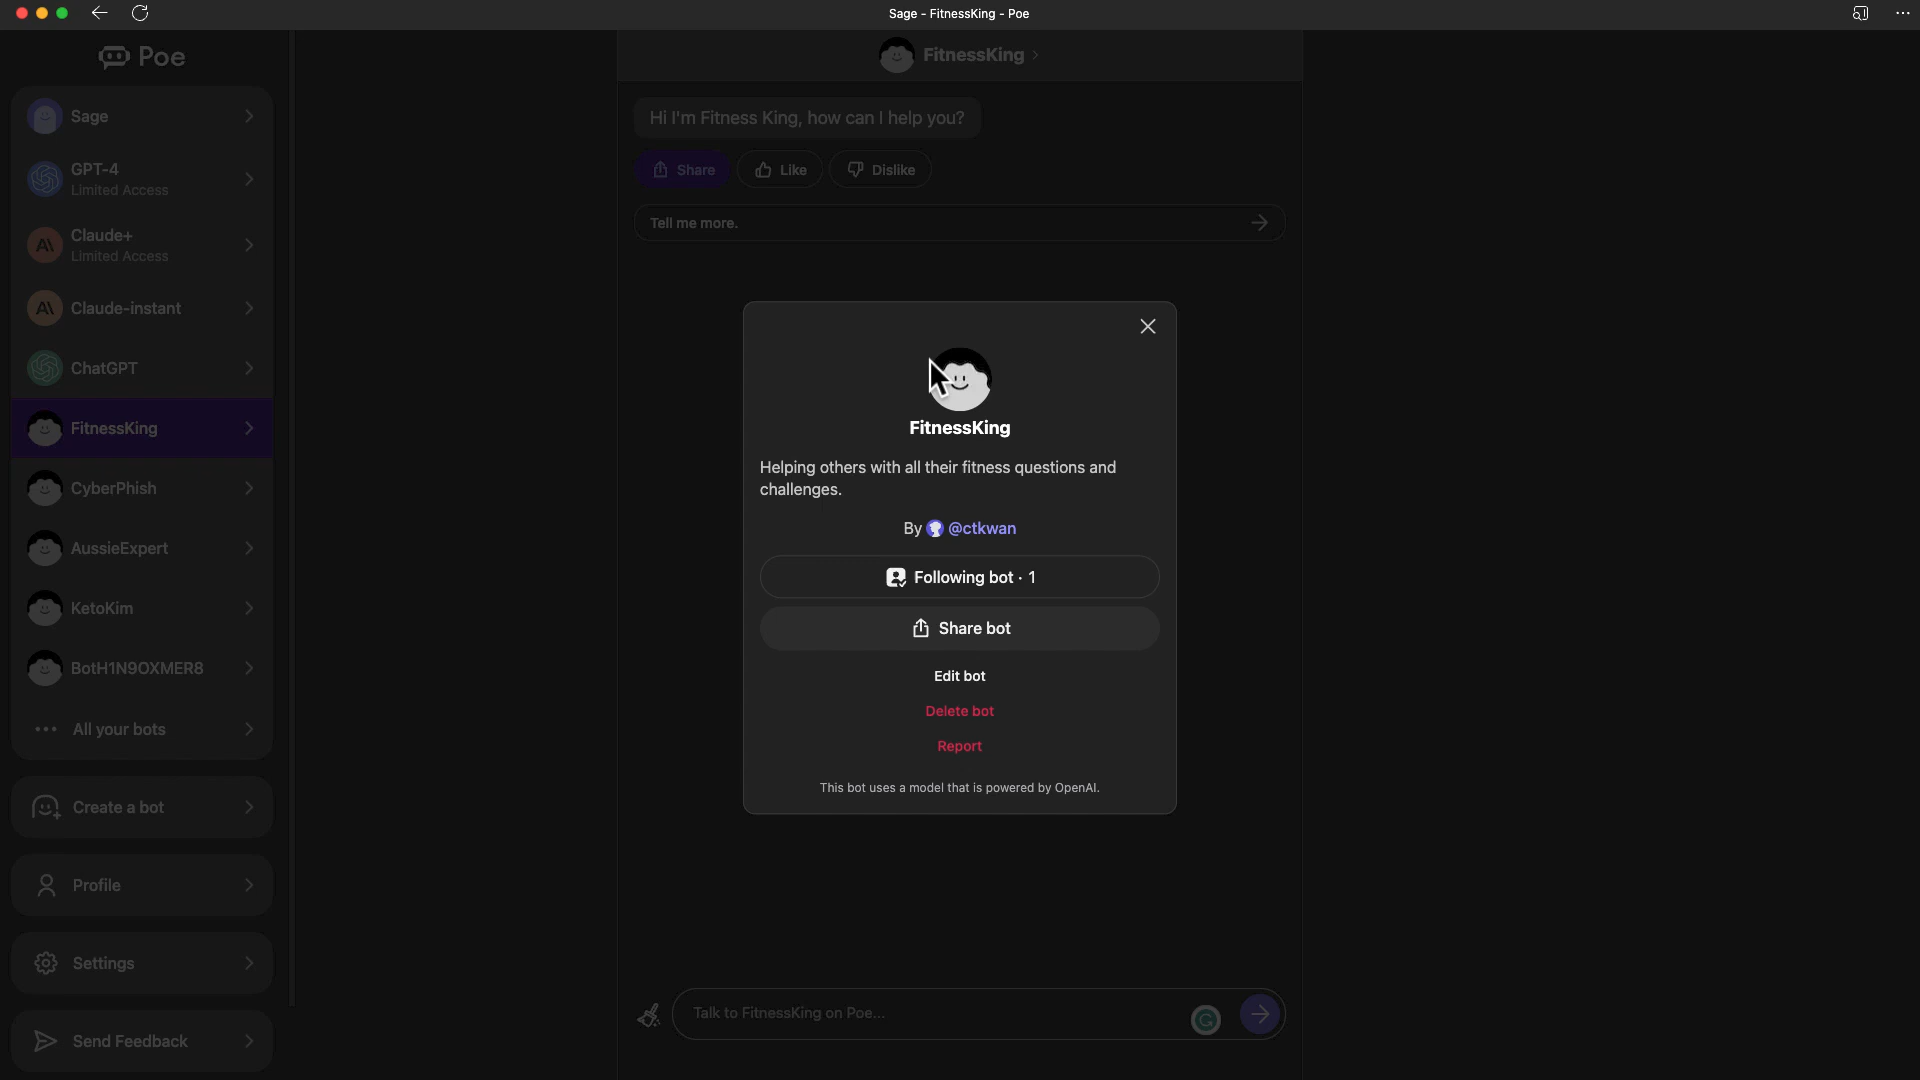 Sage - FitnessKing - Poe
Poe
Sage
GPT-4
Limited Access
Claude+
Limited Access
Claude-instant
ChatGPT
FitnessKing
CyberPhish
AussieExpert
KetoKim
BotH1N9OXMER8
All your bots
Create a bot
Profile
Settings
Send Feedback
FitnessKing
Hi I'm Fitness King, how can I help you?
Share
Like
Dislike
Tell me more.
FitnessKing
Helping others with all their fitness questions and
challenges.
By @ctkwan
Following bot · 1
Share bot
Edit bot
Delete bot
Report
This bot uses a model that is powered by OpenAI.
Talk to FitnessKing on Poe...